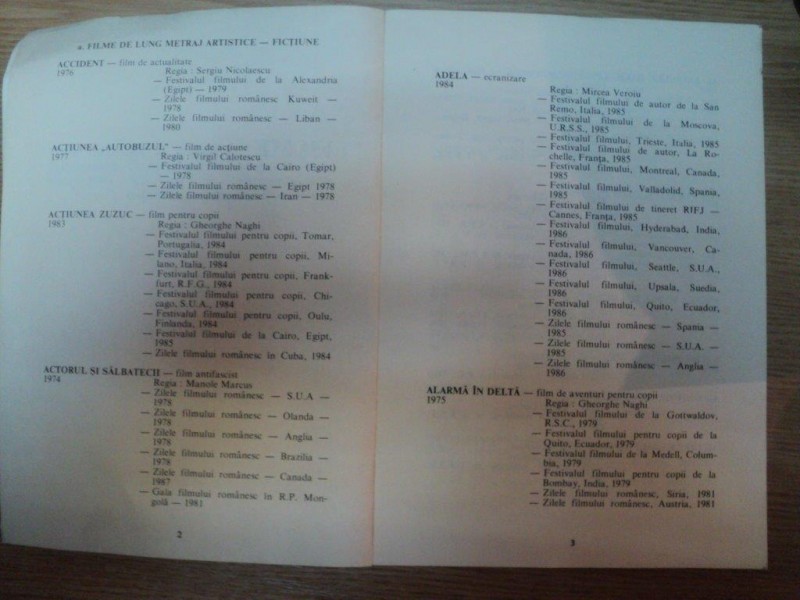 a. FILME DE LUNG METRAJ ARTISTICE — FICȚIUNE
ACCIDENT — film de actualitate
1976
Regia : Sergiu Nicolaescu
— Festivalul filmului de la Alexandria
(Egipt) — 1979
— Zilele filmului românesc Kuweit —
1978
— Zilele filmului românesc — Liban —
1980
ACȚIUNEA „AUTOBUZUL" — film de acțiune
1977
Regia : Virgil Calotescu
— Festivalul filmului de la Cairo (Egipt)
— 1978
— Zilele filmului românesc — Egipt 1978
— Zilele filmului românesc — Iran — 1978
ACȚIUNEA ZUZUC — film pentru copii
1983
Regia : Gheorghe Naghi
— Festivalul filmului pentru copii, Tomar,
Portugalia, 1984
— Festivalul filmului pentru copii, Mi-
lano, Italia, 1984
— Festivalul filmului pentru copii, Frank-
furt, R.F.G., 1984
— Festivalul filmului pentru copii, Chi-
cago, S.U.A., 1984
— Festivalul filmului pentru copii, Oulu,
Finlanda, 1984
— Festivalul filmului de la Cairo, Egipt,
1985
— Zilele filmului românesc în Cuba, 1984
ACTORUL ȘI SĂLBATECII — film antifascist
1974
Regia : Manole Marcus
— Zilele filmului românesc — S.U.A —
1978
— Zilele filmului românesc — Olanda —
1978
— Zilele filmului românesc — Anglia —
1978
— Zilele filmului românesc — Brazilia —
1978
— Zilele filmului românesc — Canada —
1987
— Gala filmului românesc în R.P. Mon-
golă — 1981
2
ADELA — ecranizare
1984
Regia : Mircea Veroiu
— Festivalul filmului de autor de la San
Remo, Italia, 1985
— Festivalul filmului de la Moscova,
U.R.S.S., 1985
— Festivalul filmului, Trieste, Italia, 1985
— Festivalul filmului de autor, La Ro-
chelle, Franța, 1985
— Festivalul filmului, Montreal, Canada,
1985
— Festivalul filmului, Valladolid, Spania,
1985
— Festivalul filmului de tineret RIFJ —
Cannes, Franța, 1985
— Festivalul filmului, Hyderabad, India,
1986
— Festivalul filmului, Vancouver, Ca-
nada, 1986
— Festivalul filmului, Seattle, S.U.A.,
1986
— Festivalul filmului, Upsala, Suedia,
1986
— Festivalul filmului, Quito, Ecuador,
1986
— Zilele filmului românesc — Spania —
1985
— Zilele filmului românesc — S.U.A. —
1985
— Zilele filmului românesc — Anglia —
1986
ALARMĂ ÎN DELTĂ — film de aventuri pentru copii
1975
Regia : Gheorghe Naghi
— Festivalul filmului de la Gottwaldov,
R.S.C., 1979
— Festivalul filmului pentru copii de la
Quito, Ecuador, 1979
— Festivalul filmului de la Medell, Colum-
bia, 1979
— Festivalul filmului pentru copii de la
Bombay, India, 1979
— Zilele filmului românesc, Siria, 1981
— Zilele filmului românesc, Austria, 1981
3